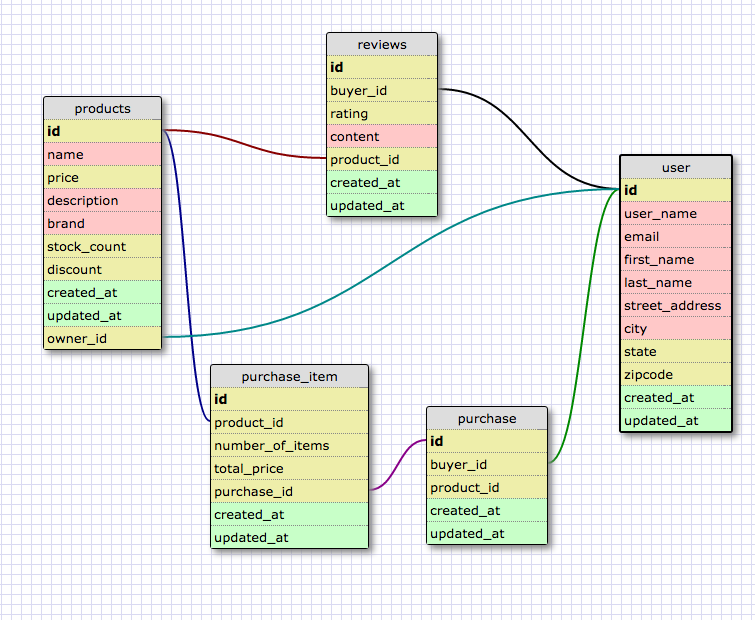 reviews
id
buyer_id
rating
content
product_id
created_at
updated_at
products
id
name
price
description
brand
stock_count
discount
created_at
updated_at
owner_id
user
id
user_name
email
first_name
last_name
street_address
city
state
zipcode
created_at
updated_at
purchase_item
id
product_id
number_of_items
total_price
purchase_id
created_at
updated_at
purchase
id
buyer_id
product_id
created_at
updated_at